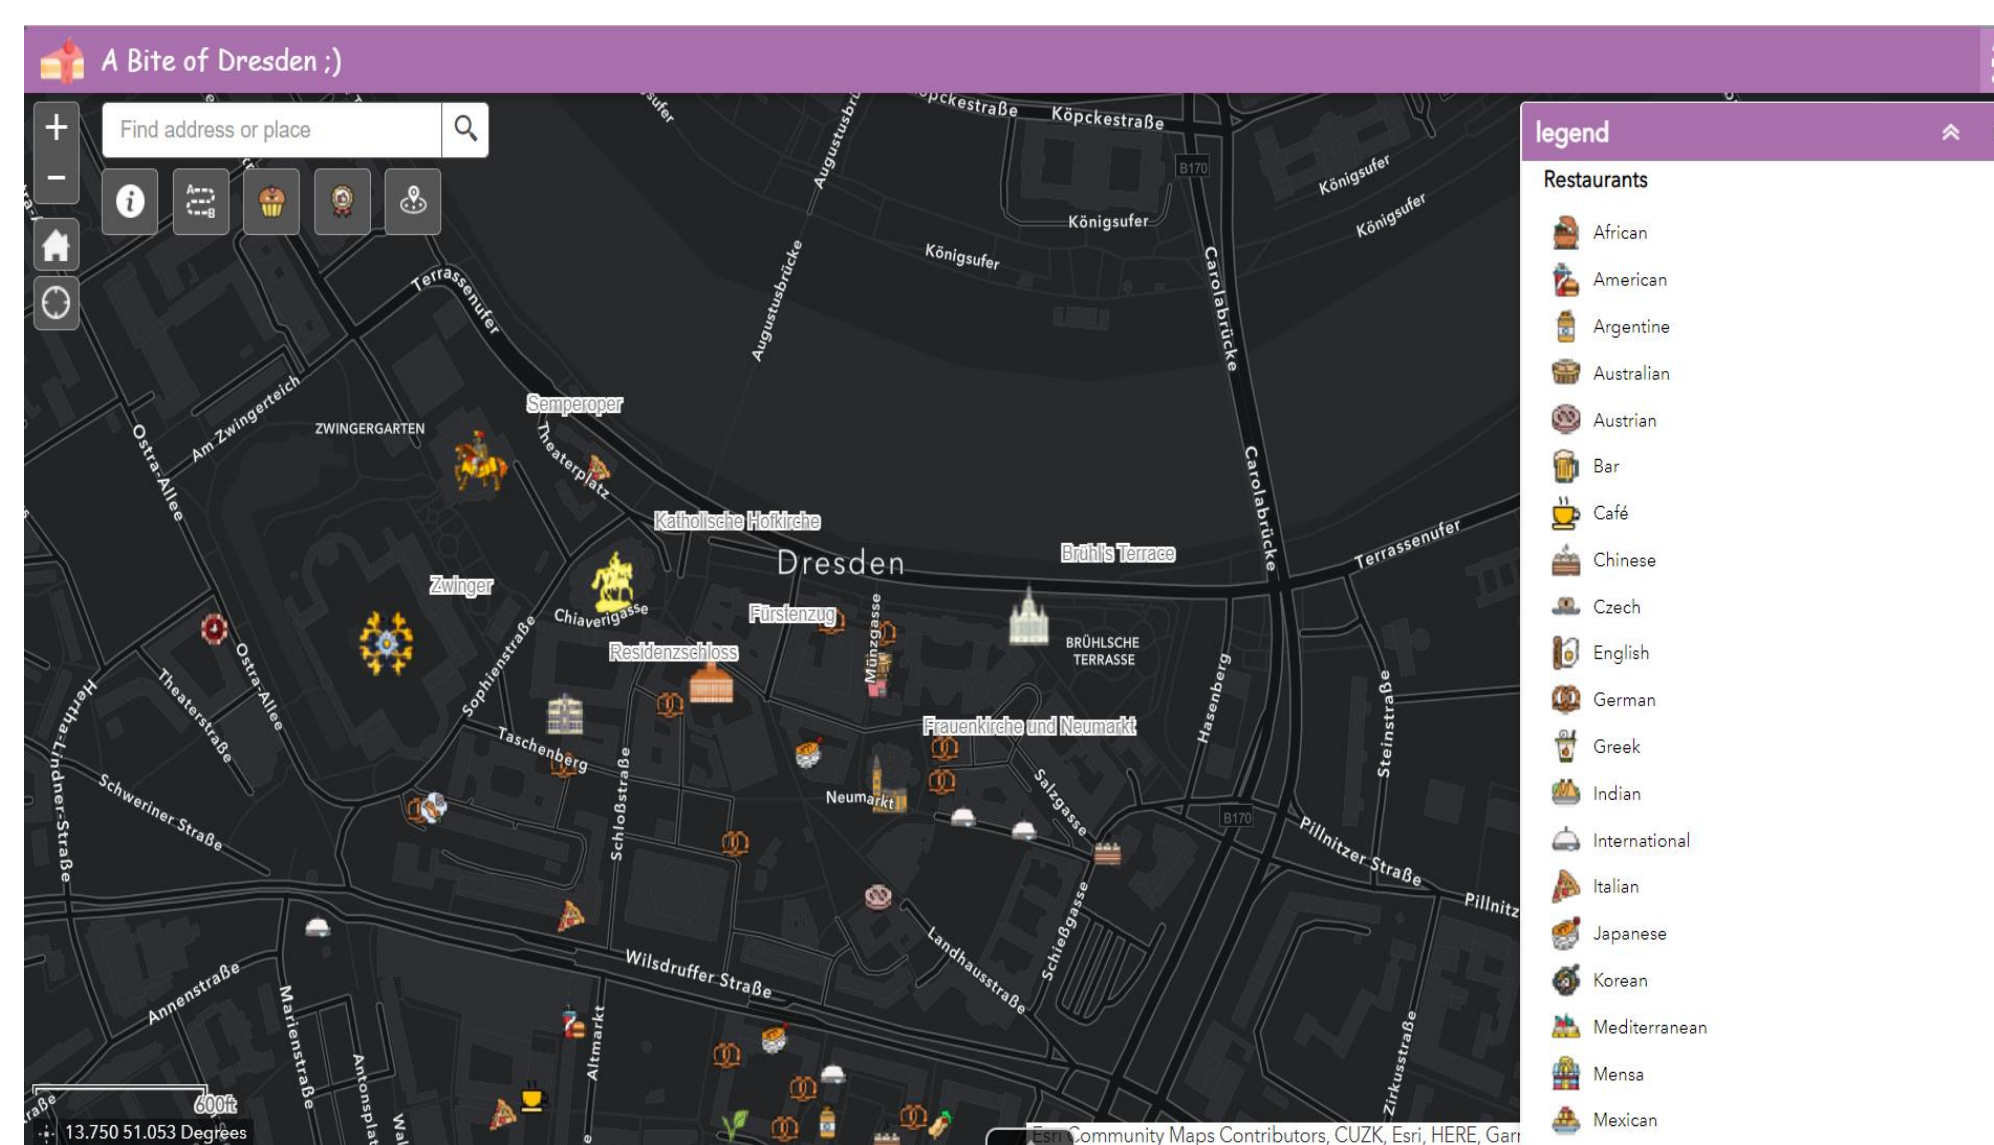 A Bite of Dresden ;)
Find address or place
legend
Restaurants
African
American
Argentine
Australian
Austrian
Bar
Café
Chinese
Czech
English
German
Greek
Indian
International
Italian
Japanese
Korean
Mediterranean
Mensa
Mexican
Köpckestraße
Köpckestraße
B170
Königsufer
Königsufer
Königsufer
Königsufer
Augustusbrücke
Carolabrücke
Carolabrücke
Terrassenufer
Am Zwingerteich
Ostra-Allee
ZWINGERGARTEN
Semperoper
Theaterplatz
Katholische Hofkirche
Dresden
Brühl's Terrace
Terrassenufer
Zwinger
Chiaverigasse
Fürstenzug
Münzgasse
BRÜHLSCHE
TERRASSE
Residenzschloss
Sophienstraße
Ostra-Allee
Theaterstraße
Hertha-Lindner-Straße
Schweriner Straße
Taschenberg
Schloßstraße
Frauenkirche und Neumarkt
Neumarkt
Salzgasse
Hasenberg
Steinstraße
B170
Pillnitzer Straße
Pillnitz
Schießgasse
Landhausstraße
Wilsdruffer Straße
Annenstraße
Marienstraße
Antonsplat
Wal
Altmarkt
Zirkusstraße
600ft
13.750 51.053 Degrees
Esri Community Maps Contributors, CUZK, Esri, HERE, Garr